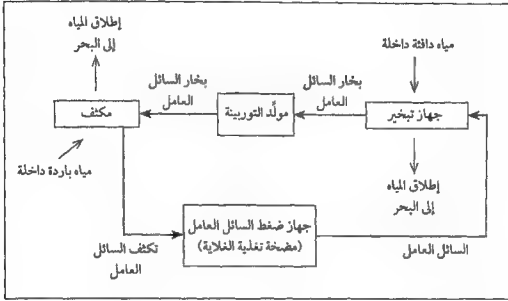 مياه دافئة داخلة
إطلاق المياه
إلى البحر
بخار السائل
العامل
بخار السائل
العامل
جهاز تبخير
مولّد التوربينة
مكثف
إطلاق المياه
إلى البحر
مياه باردة داخلة
جهاز ضغط السائل العامل
(مضخة تغذية الغلاية)
السائل العامل
تكثف السائل
العامل